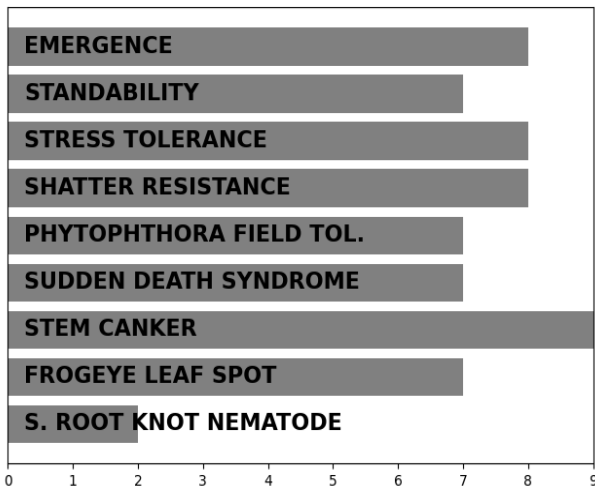 EMERGENCE
STANDABILITY
STRESS TOLERANCE
SHATTER RESISTANCE
PHYTOPHTHORA FIELD TOL.
SUDDEN DEATH SYNDROME
STEM CANKER
FROGEYE LEAF SPOT
S. ROOT KNOT NEMATODE
0 1 2 3 4 5 6 7 8 9